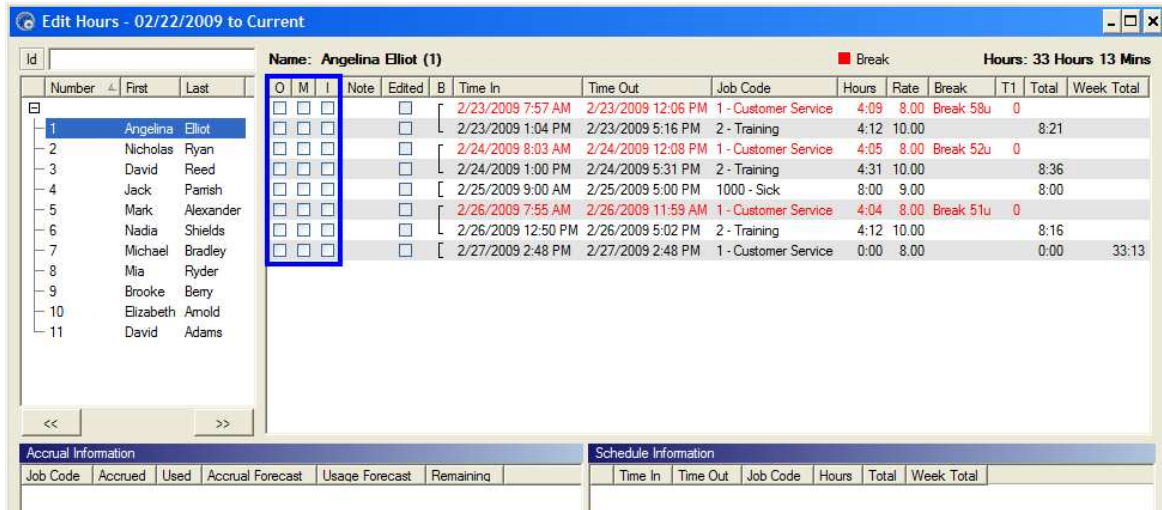 Edit Hours - 02/22/2009 to Current
Id
Name: Angelina Elliot (1) Break Hours: 33 Hours 13 Mins
Number First Last
1 Angelina Elliot
2 Nicholas Ryan
3 David Reed
4 Jack Parrish
5 Mark Alexander
6 Nadia Shields
7 Michael Bradley
8 Mia Ryder
9 Brooke Berry
10 Elizabeth Arnold
11 David Adams
<< >>
O M I Note Edited B Time In Time Out Job Code Hours Rate Break T1 Total Week Total
2/23/2009 7:57 AM 2/23/2009 12:06 PM 1 - Customer Service 4:09 8.00 Break 58u 0
2/23/2009 1:04 PM 2/23/2009 5:16 PM 2 - Training 4:12 10.00 8:21
2/24/2009 8:03 AM 2/24/2009 12:08 PM 1 - Customer Service 4:05 8.00 Break 52u 0
2/24/2009 1:00 PM 2/24/2009 5:31 PM 2 - Training 4:31 10.00 8:36
2/25/2009 9:00 AM 2/25/2009 5:00 PM 1000 - Sick 8:00 9.00 8:00
2/26/2009 7:55 AM 2/26/2009 11:59 AM 1 - Customer Service 4:04 8.00 Break 51u 0
2/26/2009 12:50 PM 2/26/2009 5:02 PM 2 - Training 4:12 10.00 8:16
2/27/2009 2:48 PM 2/27/2009 2:48 PM 1 - Customer Service 0:00 8.00 0:00 33:13
Accrual Information
Job Code Accrued Used Accrual Forecast Usage Forecast Remaining
Schedule Information
Time In Time Out Job Code Hours Total Week Total